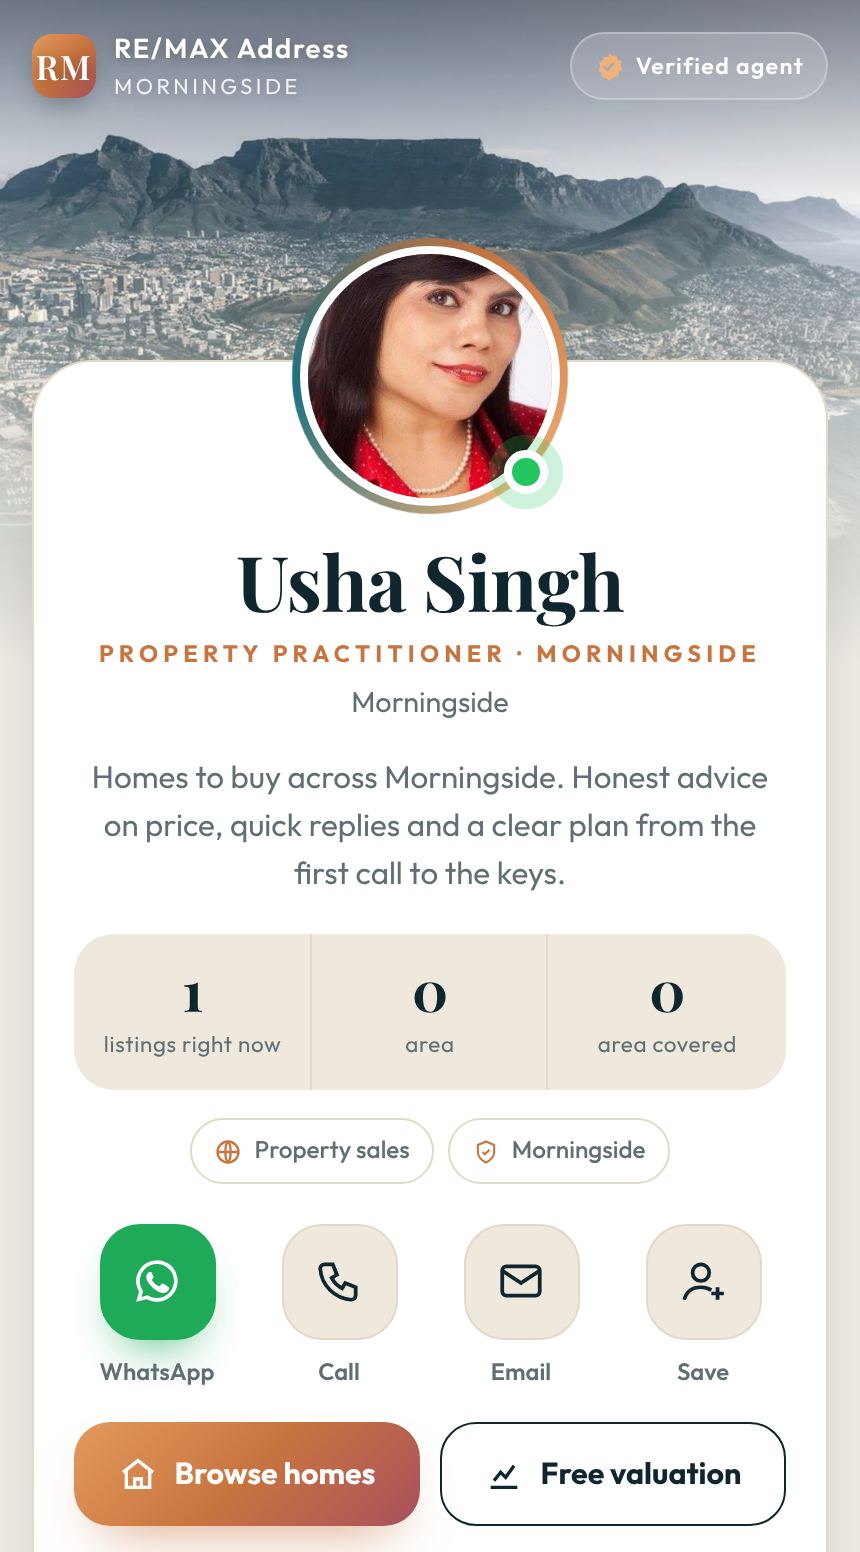 RM
RE/MAX Address
MORNINGSIDE
Verified agent
Usha Singh
PROPERTY PRACTITIONER · MORNINGSIDE
Morningside
Homes to buy across Morningside. Honest advice
on price, quick replies and a clear plan from the
first call to the keys.
1
listings right now
0
area
0
area covered
Property sales
Morningside
WhatsApp
Call
Email
Save
Browse homes
Free valuation